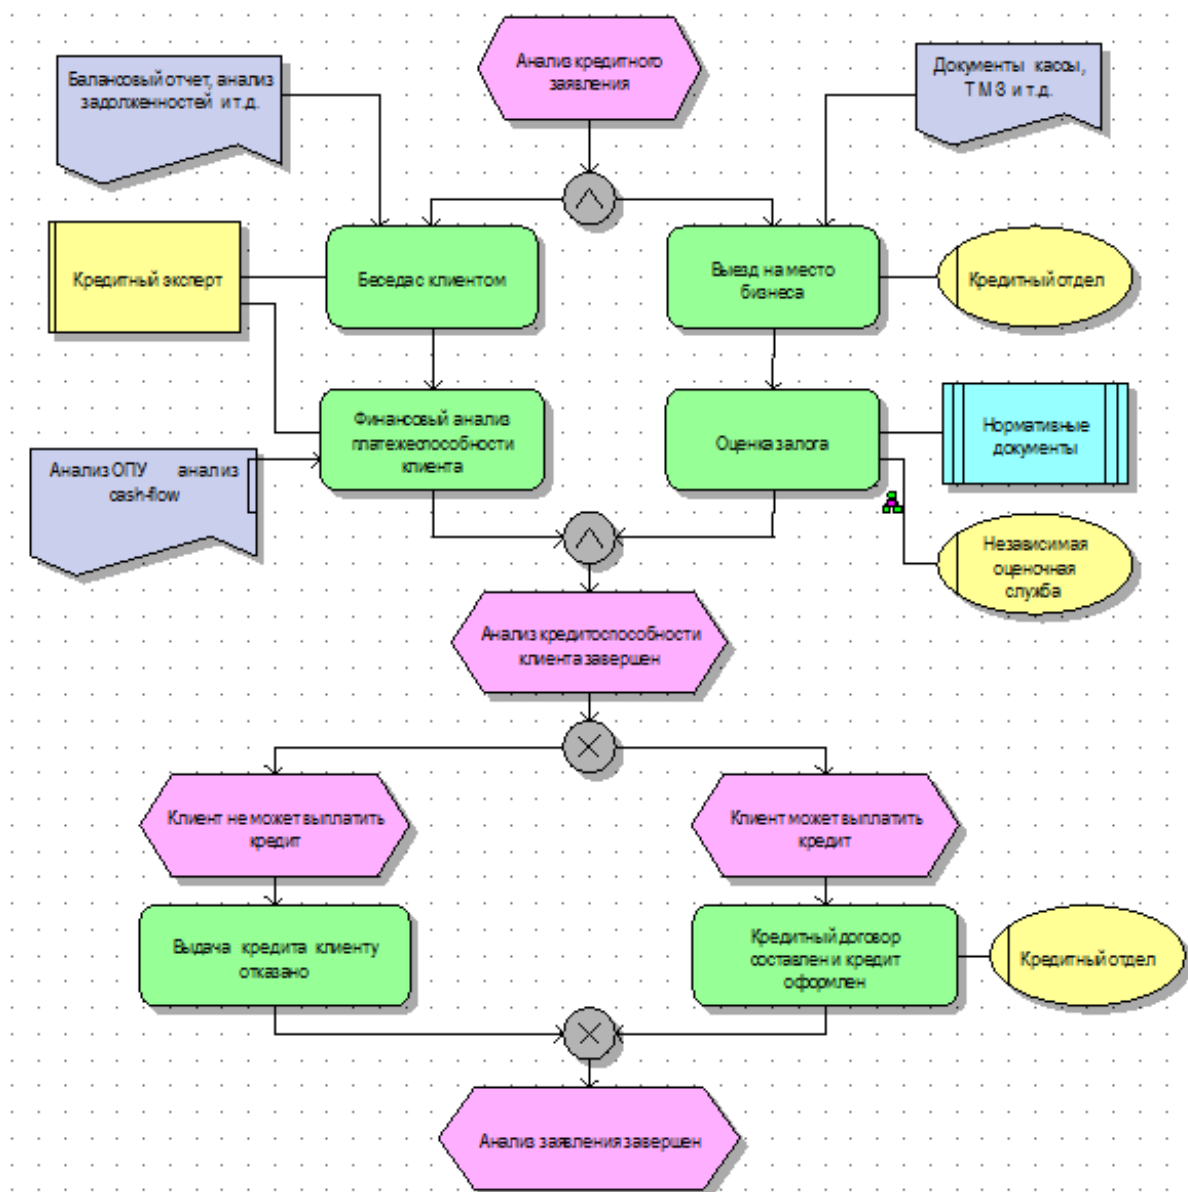 Анализ кредитного
заявления
Балансовый отчет, анализ
задолженностей и т.д.
Документы кассы,
ТМЗ и т.д.
Кредитный эксперт
Беседа с клиентом
Выезд на место
бизнеса
Кредитный отдел
Финансовый анализ
платежеспособности
клиента
Оценка залога
Нормативные
документы
Анализ ОПУ анализ
cash-flow
Независимая
оценочная
служба
Анализ кредитоспособности
клиента завершен
Клиент не может выплатить
кредит
Клиент может выплатить
кредит
Выдача кредита клиенту
отказано
Кредитный договор
составлен и кредит
оформлен
Кредитный отдел
Анализ заявления завершен